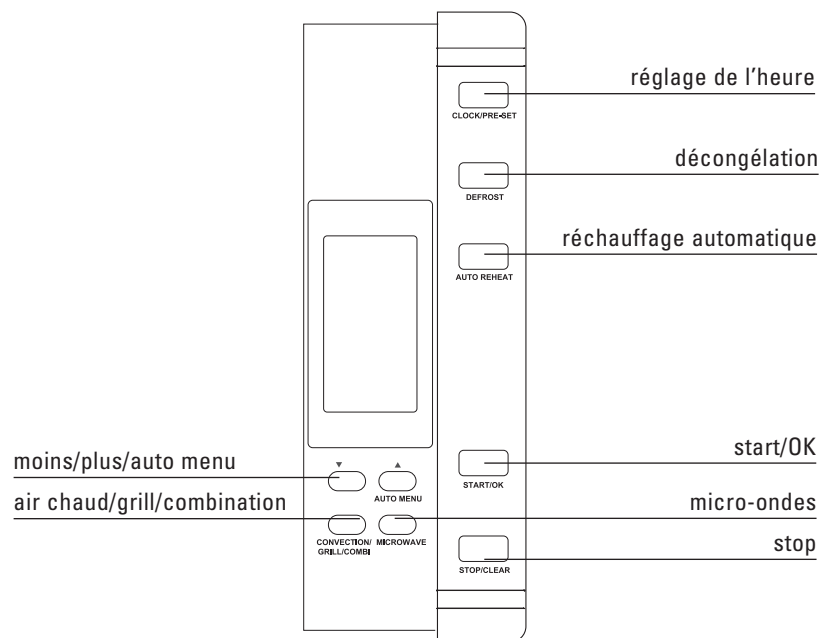 réglage de l'heure
CLOCK/PRE-SET
décongélation
DEFROST
réchauffage automatique
AUTO REHEAT
moins/plus/auto menu
start/OK
▼ ▲
AUTO MENU
START/OK
air chaud/grill/combination
micro-ondes
CONVECTION/
GRILL/COMBI
MICROWAVE
stop
STOP/CLEAR